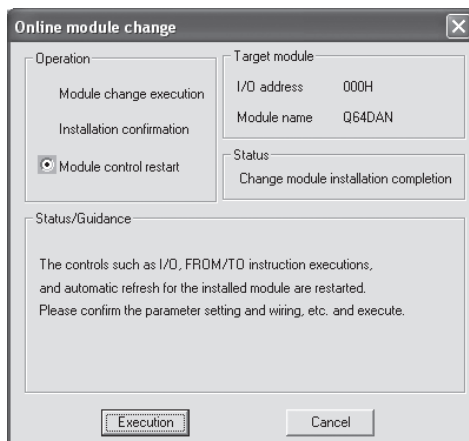 Online module change
Operation
Module change execution
Installation confirmation
Module control restart
Target module
I/O address 000H
Module name Q64DAN
Status
Change module installation completion
Status/Guidance
The controls such as I/O, FROM/TO instruction executions,
and automatic refresh for the installed module are restarted.
Please confirm the parameter setting and wiring, etc. and execute.
Execution Cancel